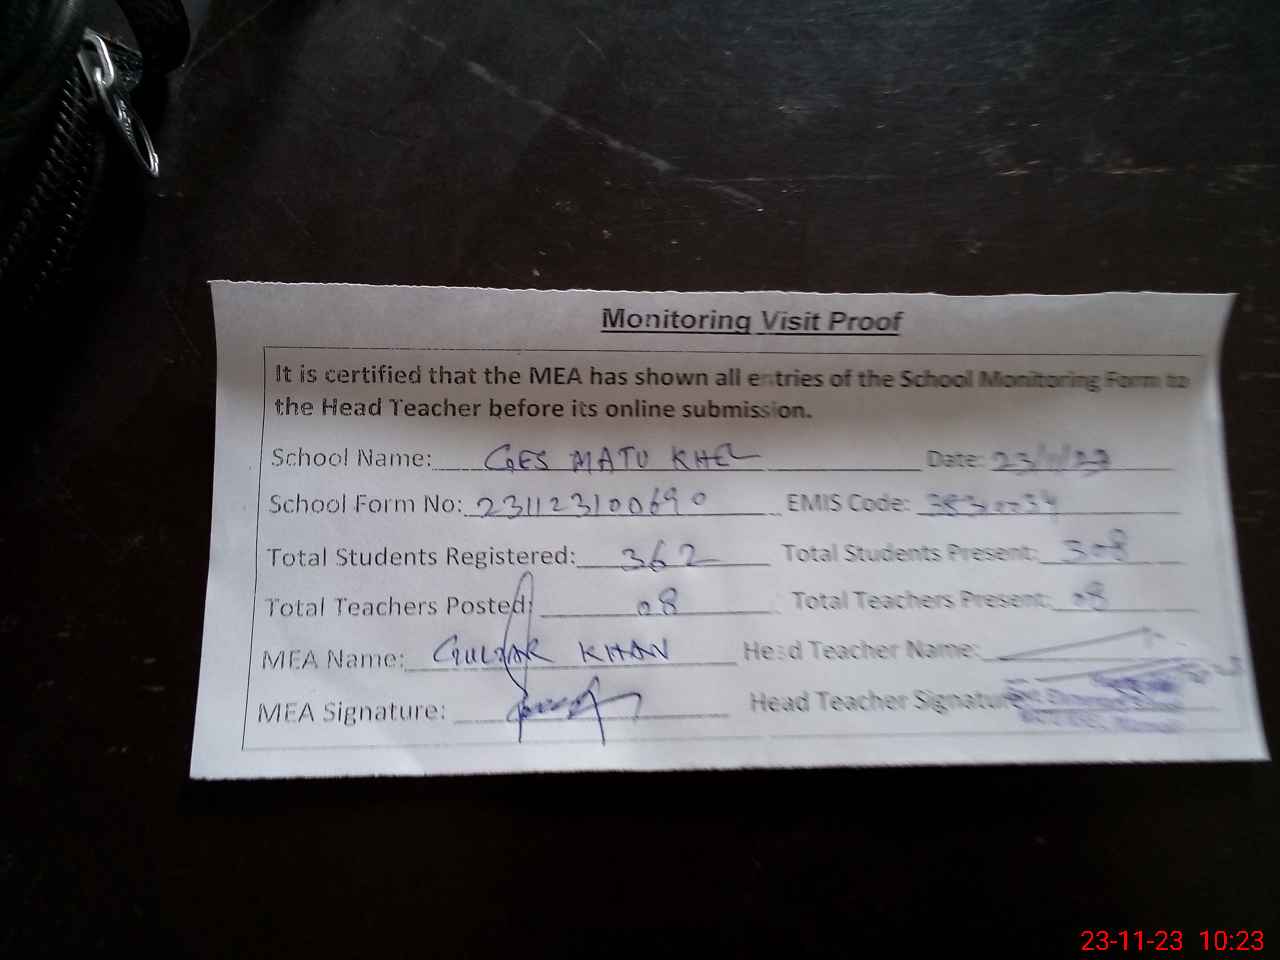 Monitoring Visit Proof
It is certified that the MEA has shown all entries of the School Monitoring Form to
the Head Teacher before its online submission.
School Name: GES MATU KHEL Date: 23/11/23
School Form No: 231123100690 EMIS Code:
Total Students Registered: 362 Total Students Present: 308
Total Teachers Posted: 08 Total Teachers Present: 08
MEA Name: GULZAR KHAN Head Teacher Name:
MEA Signature: Head Teacher Signature
23-11-23 10:23